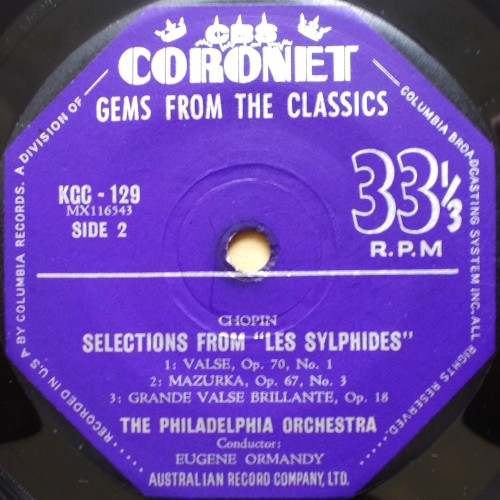 CBS
CORONET
GEMS FROM THE CLASSICS
RECORDED IN U.S.A BY COLUMBIA RECORDS. A DIVISION OF
COLUMBIA BROADCASTING SYSTEM INC. ALL RIGHTS RESERVED.
KGC - 129
MX116543
SIDE 2
33 1/3
R.P.M
CHOPIN
SELECTIONS FROM "LES SYLPHIDES"
1: VALSE, Op. 70, No. 1
2: MAZURKA, Op. 67, No. 3
3: GRANDE VALSE BRILLANTE, Op. 18
THE PHILADELPHIA ORCHESTRA
Conductor:
EUGENE ORMANDY
AUSTRALIAN RECORD COMPANY, LTD.